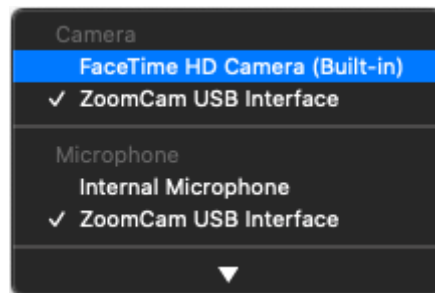 Camera
FaceTime HD Camera (Built-in)
✓ ZoomCam USB Interface
Microphone
Internal Microphone
✓ ZoomCam USB Interface